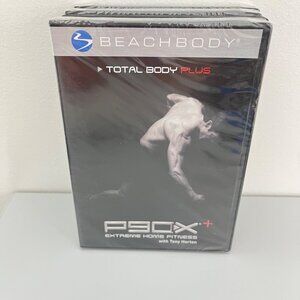 BEACHBODY
TOTAL BODY PLUS
P90X+
EXTREME HOME FITNESS
with Tony Horton